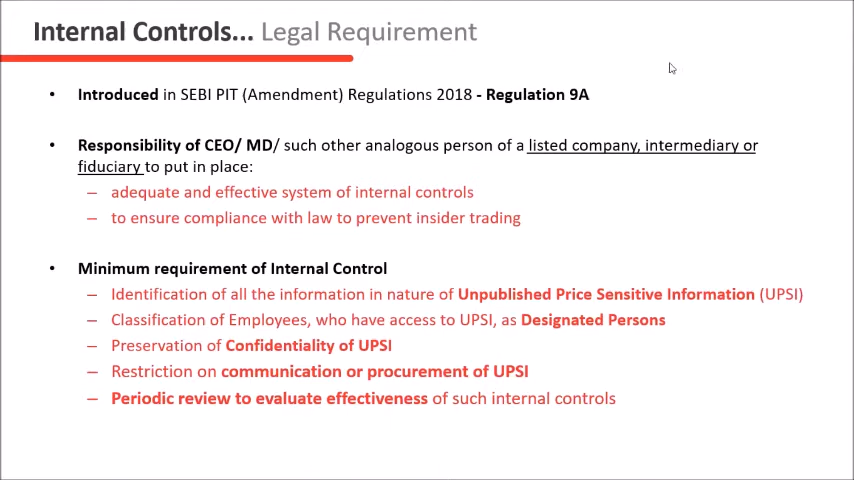 Internal Controls... Legal Requirement
• Introduced in SEBI PIT (Amendment) Regulations 2018 - Regulation 9A
• Responsibility of CEO/ MD/ such other analogous person of a listed company, intermediary or
fiduciary to put in place:
– adequate and effective system of internal controls
– to ensure compliance with law to prevent insider trading
• Minimum requirement of Internal Control
– Identification of all the information in nature of Unpublished Price Sensitive Information (UPSI)
– Classification of Employees, who have access to UPSI, as Designated Persons
– Preservation of Confidentiality of UPSI
– Restriction on communication or procurement of UPSI
– Periodic review to evaluate effectiveness of such internal controls